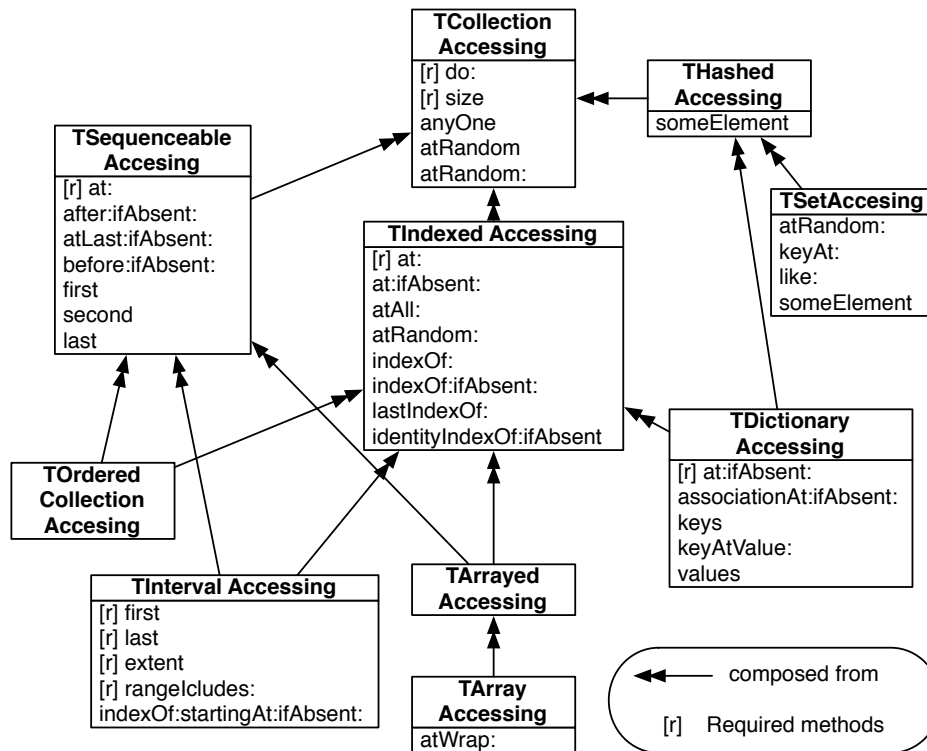 TCollection
Accessing
[r] do:
[r] size
anyOne
atRandom
atRandom:
THashed
Accessing
someElement
TSequenceable
Accesing
[r] at:
after:ifAbsent:
atLast:ifAbsent:
before:ifAbsent:
first
second
last
TIndexed Accessing
[r] at:
at:ifAbsent:
atAll:
atRandom:
indexOf:
indexOf:ifAbsent:
lastIndexOf:
identityIndexOf:ifAbsent
TSetAccesing
atRandom:
keyAt:
like:
someElement
TDictionary
Accessing
[r] at:ifAbsent:
associationAt:ifAbsent:
keys
keyAtValue:
values
TOrdered
Collection
Accesing
TInterval Accessing
[r] first
[r] last
[r] extent
[r] rangeIcludes:
indexOf:startingAt:ifAbsent:
TArrayed
Accessing
TArray
Accessing
atWrap:
composed from
[r] Required methods